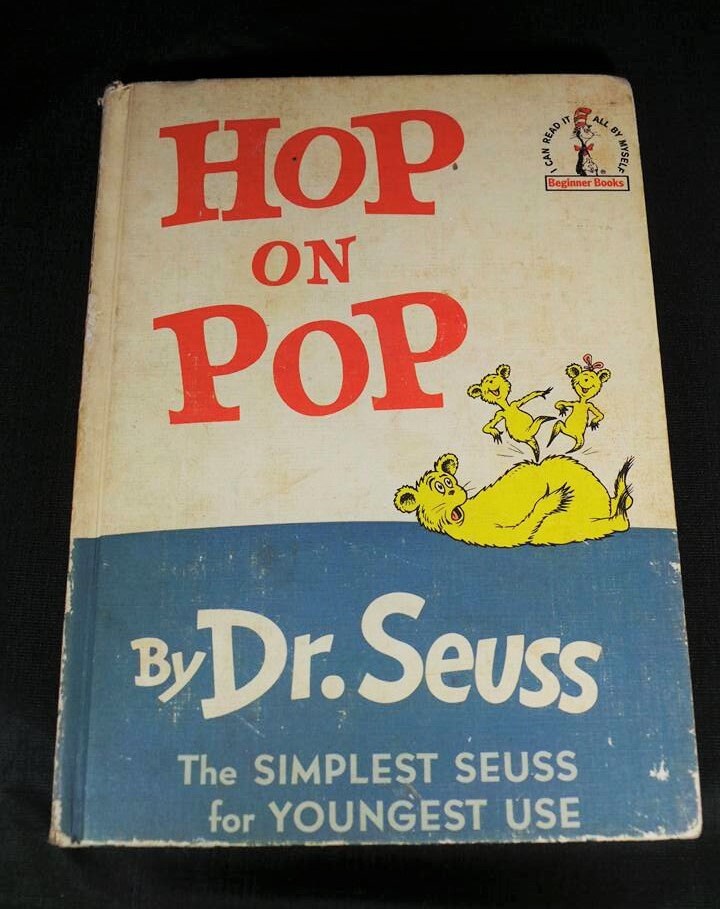 HOP
ON
POP
I CAN READ IT ALL BY MYSELF
Beginner Books
By Dr. Seuss
The SIMPLEST SEUSS
for YOUNGEST USE